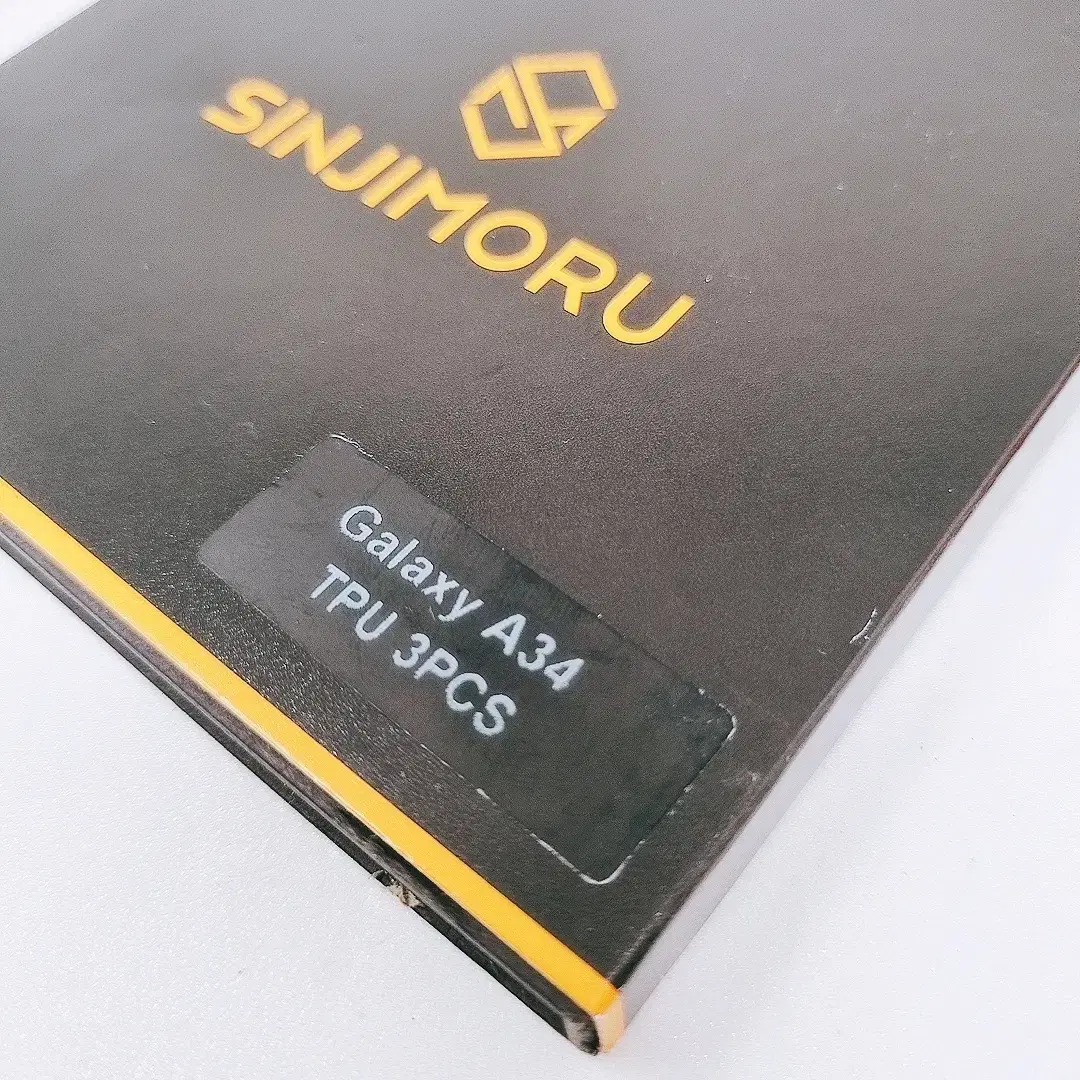 SINJIMORU
Galaxy A34
TPU 3PCS